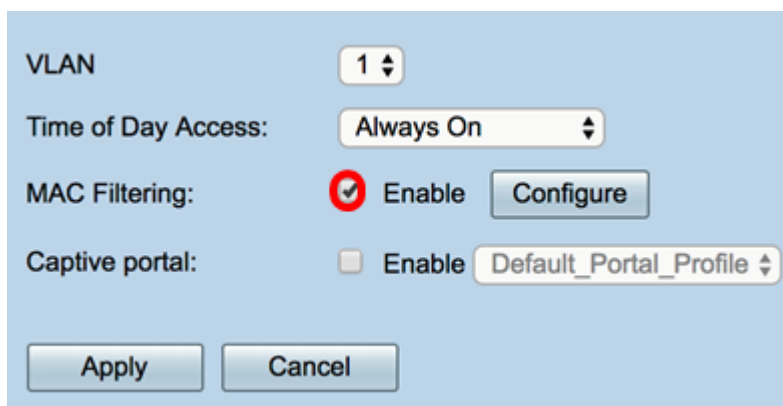 VLAN 1
Time of Day Access: Always On
MAC Filtering: Enable Configure
Captive portal: Enable Default_Portal_Profile
Apply Cancel